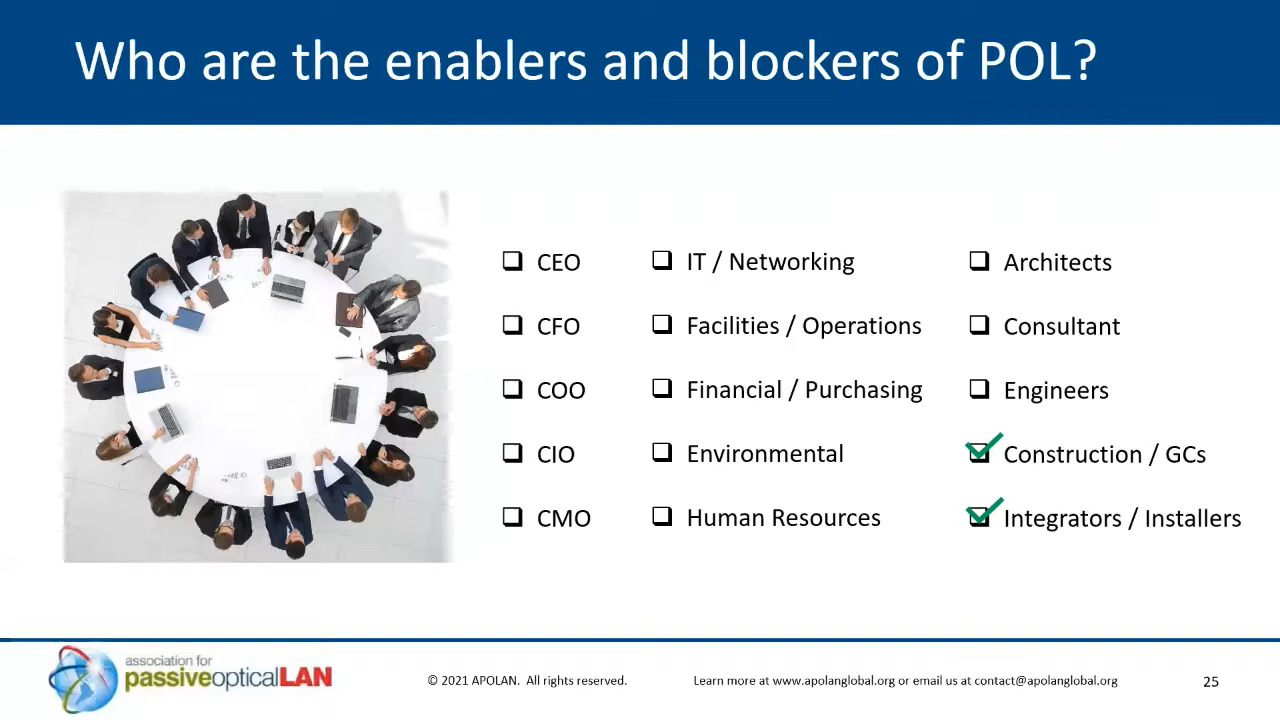 Who are the enablers and blockers of POL?
CEO
CFO
COO
CIO
CMO
IT / Networking
Facilities / Operations
Financial / Purchasing
Environmental
Human Resources
Architects
Consultant
Engineers
Construction / GCs
Integrators / Installers
association for
passiveopticalLAN
© 2021 APOLAN. All rights reserved.
Learn more at www.apolanglobal.org or email us at contact@apolanglobal.org
25